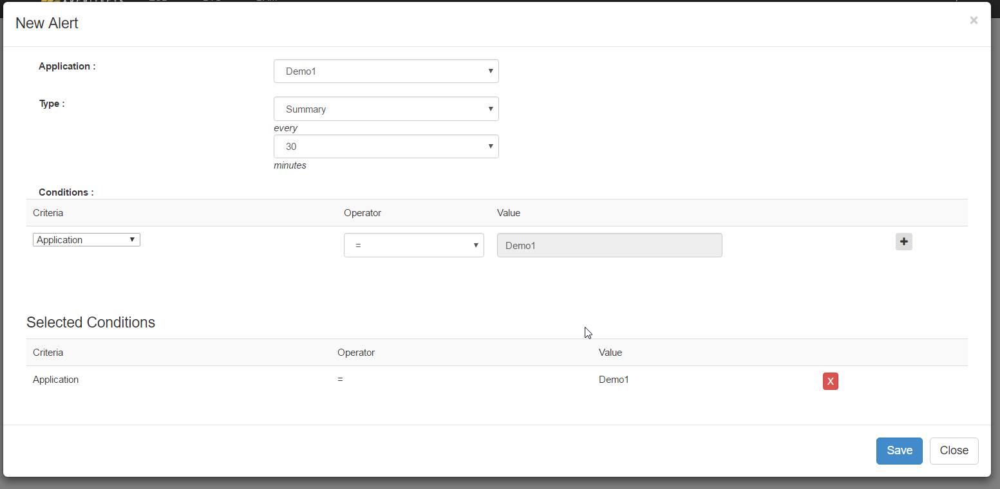 ARCHITECTS
New Alert ×
Application : Demo1
Type : Summary
every
30
minutes
Conditions :
Criteria Operator Value
Application = Demo1 +
Selected Conditions
Criteria Operator Value
Application = Demo1 X
Save Close